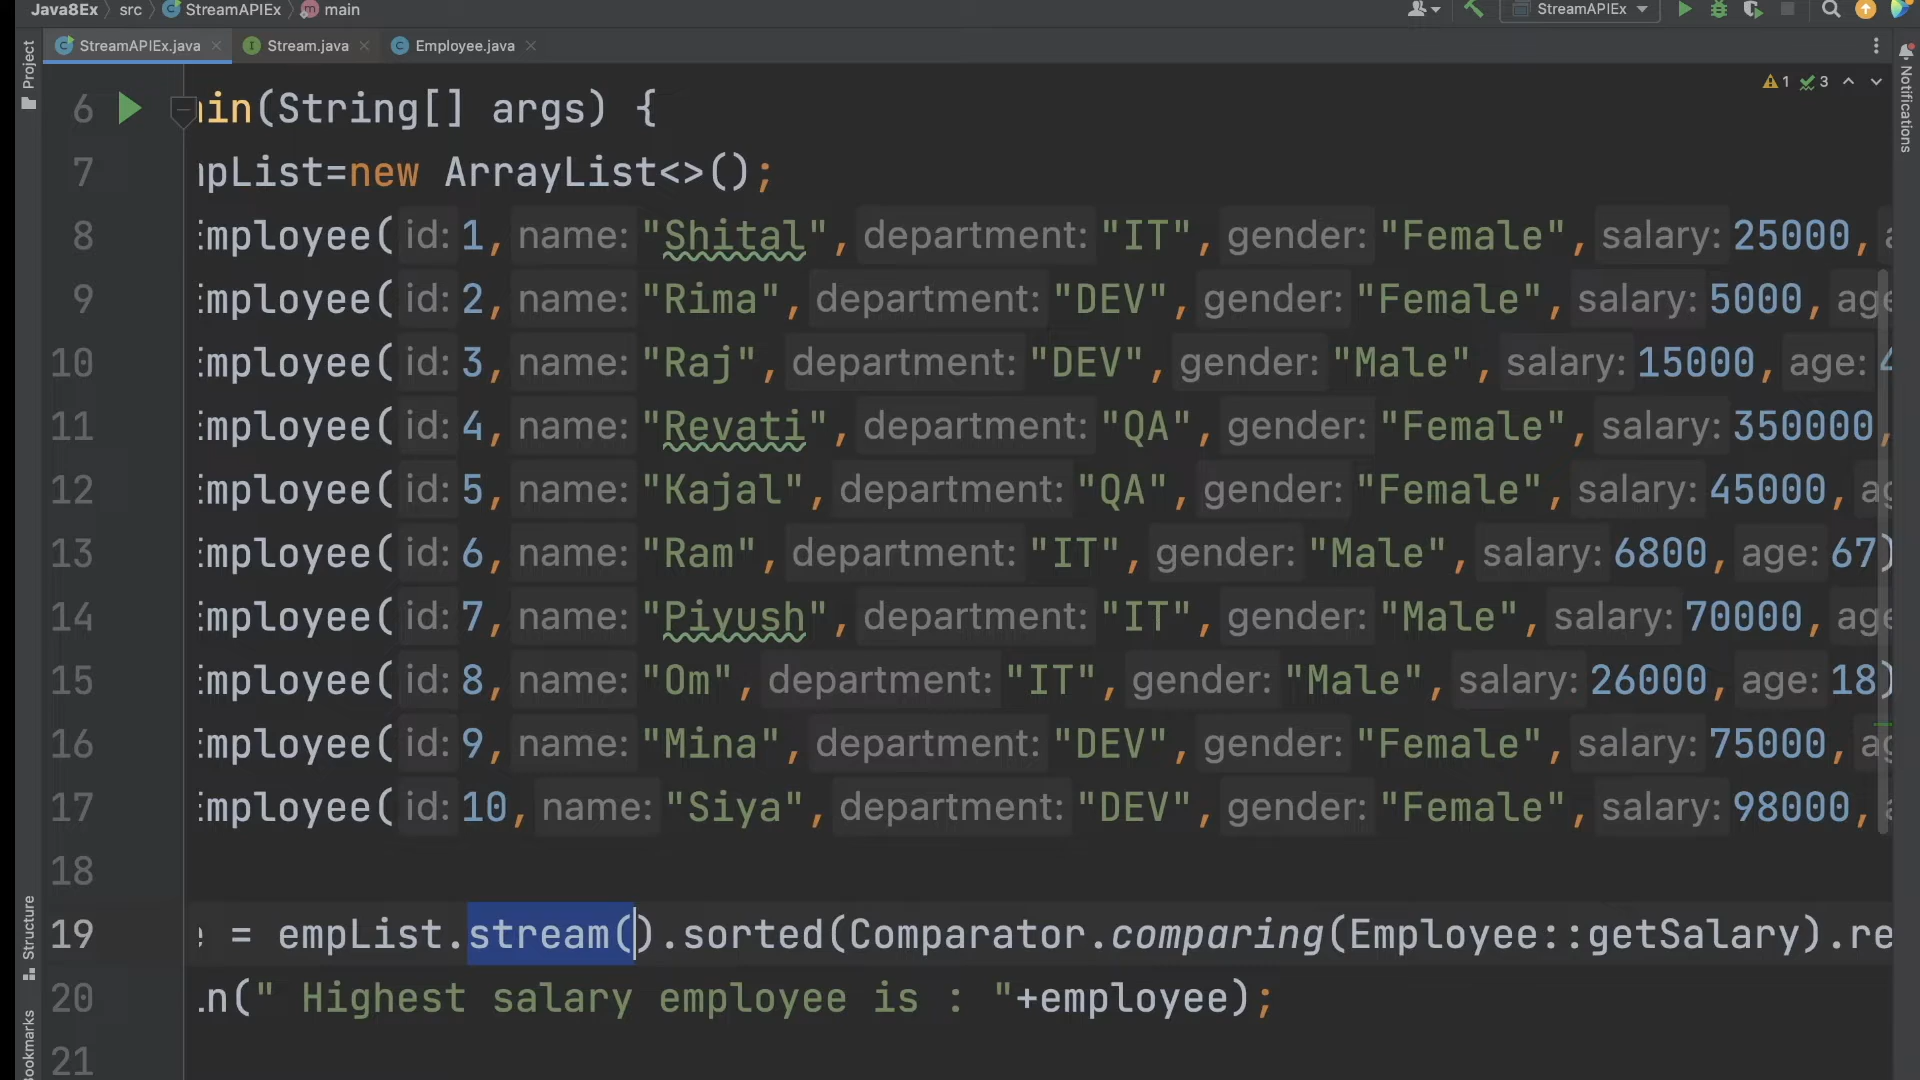 Java8Ex src StreamAPIEx main StreamAPIEx
StreamAPIEx.java Stream.java Employee.java
Project
Notifications
1 3
6 in(String[] args) {
7 pList=new ArrayList<>();
8 mployee( id: 1, name: "Shital", department: "IT", gender: "Female", salary: 25000,
9 mployee( id: 2, name: "Rima", department: "DEV", gender: "Female", salary: 5000, age
10 mployee( id: 3, name: "Raj", department: "DEV", gender: "Male", salary: 15000, age: 4
11 mployee( id: 4, name: "Revati", department: "QA", gender: "Female", salary: 350000,
12 mployee( id: 5, name: "Kajal", department: "QA", gender: "Female", salary: 45000, ag
13 mployee( id: 6, name: "Ram", department: "IT", gender: "Male", salary: 6800, age: 67)
14 mployee( id: 7, name: "Piyush", department: "IT", gender: "Male", salary: 70000, age
15 mployee( id: 8, name: "Om", department: "IT", gender: "Male", salary: 26000, age: 18)
16 mployee( id: 9, name: "Mina", department: "DEV", gender: "Female", salary: 75000, ag
17 mployee( id: 10, name: "Siya", department: "DEV", gender: "Female", salary: 98000,
18
19 e = empList.stream().sorted(Comparator.comparing(Employee::getSalary).re
20 .n(" Highest salary employee is : "+employee);
21
Structure
ookmarks